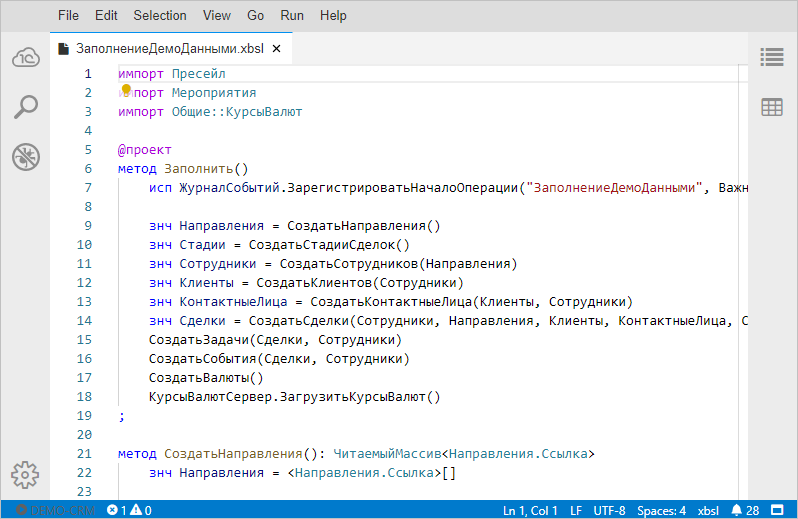 File Edit Selection View Go Run Help
ЗаполнениеДемоДанными.xbsl
1 импорт Пресейл
2 импорт Мероприятия
3 импорт Общие::КурсыВалют
4
5 @проект
6 метод Заполнить()
7 исп ЖурналСобытий.ЗарегистрироватьНачалоОперации("ЗаполнениеДемоДанными", Важн
8
9 знч Направления = СоздатьНаправления()
10 знч Стадии = СоздатьСтадииСделок()
11 знч Сотрудники = СоздатьСотрудников(Направления)
12 знч Клиенты = СоздатьКлиентов(Сотрудники)
13 знч КонтактныеЛица = СоздатьКонтактныеЛица(Клиенты, Сотрудники)
14 знч Сделки = СоздатьСделки(Сотрудники, Направления, Клиенты, КонтактныеЛица, С
15 СоздатьЗадачи(Сделки, Сотрудники)
16 СоздатьСобытия(Сделки, Сотрудники)
17 СоздатьВалюты()
18 КурсыВалютСервер.ЗагрузитьКурсыВалют()
19 ;
20
21 метод СоздатьНаправления(): ЧитаемыйМассив<Направления.Ссылка>
22 знч Направления = <Направления.Ссылка>[]
23
DEMO-CRM 1 0 Ln 1, Col 1 LF UTF-8 Spaces: 4 xbsl 28